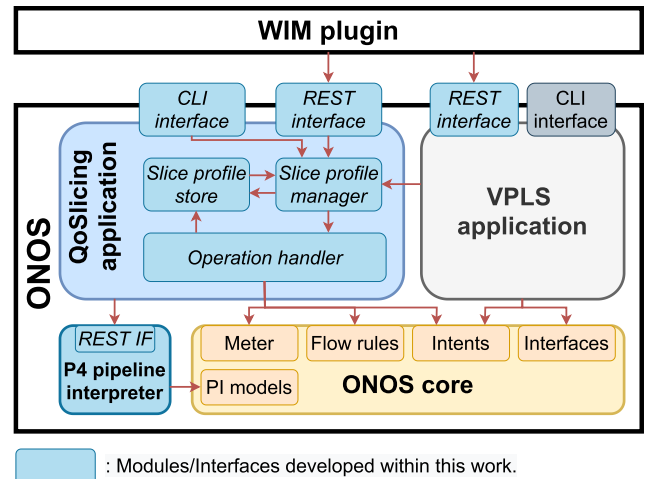 WIM plugin
CLI
interface
REST
interface
REST
interface
CLI
interface
ONOS
QoSlicing
application
Slice profile
store
Slice profile
manager
Operation handler
VPLS
application
REST IF
P4 pipeline
interpreter
Meter
Flow rules
Intents
Interfaces
PI models
ONOS core
: Modules/Interfaces developed within this work.